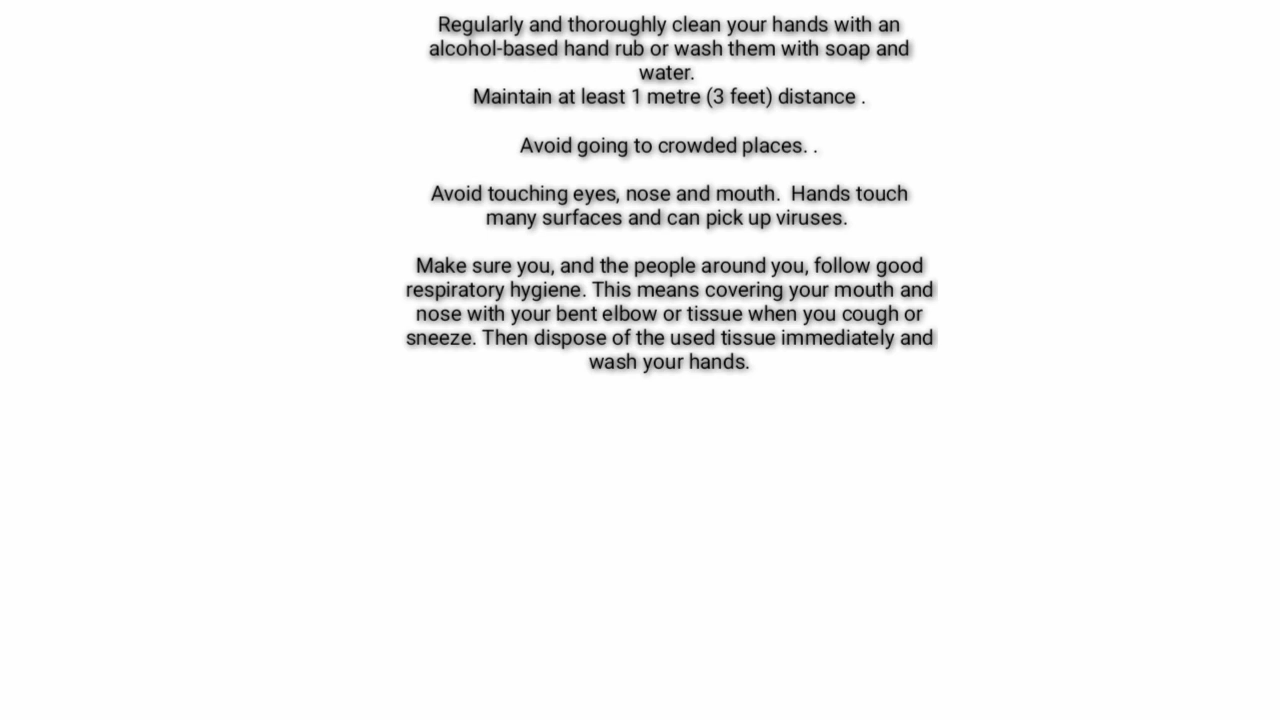 Regularly and thoroughly clean your hands with an
alcohol-based hand rub or wash them with soap and
water.
Maintain at least 1 metre (3 feet) distance .
Avoid going to crowded places. .
Avoid touching eyes, nose and mouth.  Hands touch
many surfaces and can pick up viruses.
Make sure you, and the people around you, follow good
respiratory hygiene. This means covering your mouth and
nose with your bent elbow or tissue when you cough or
sneeze. Then dispose of the used tissue immediately and
wash your hands.